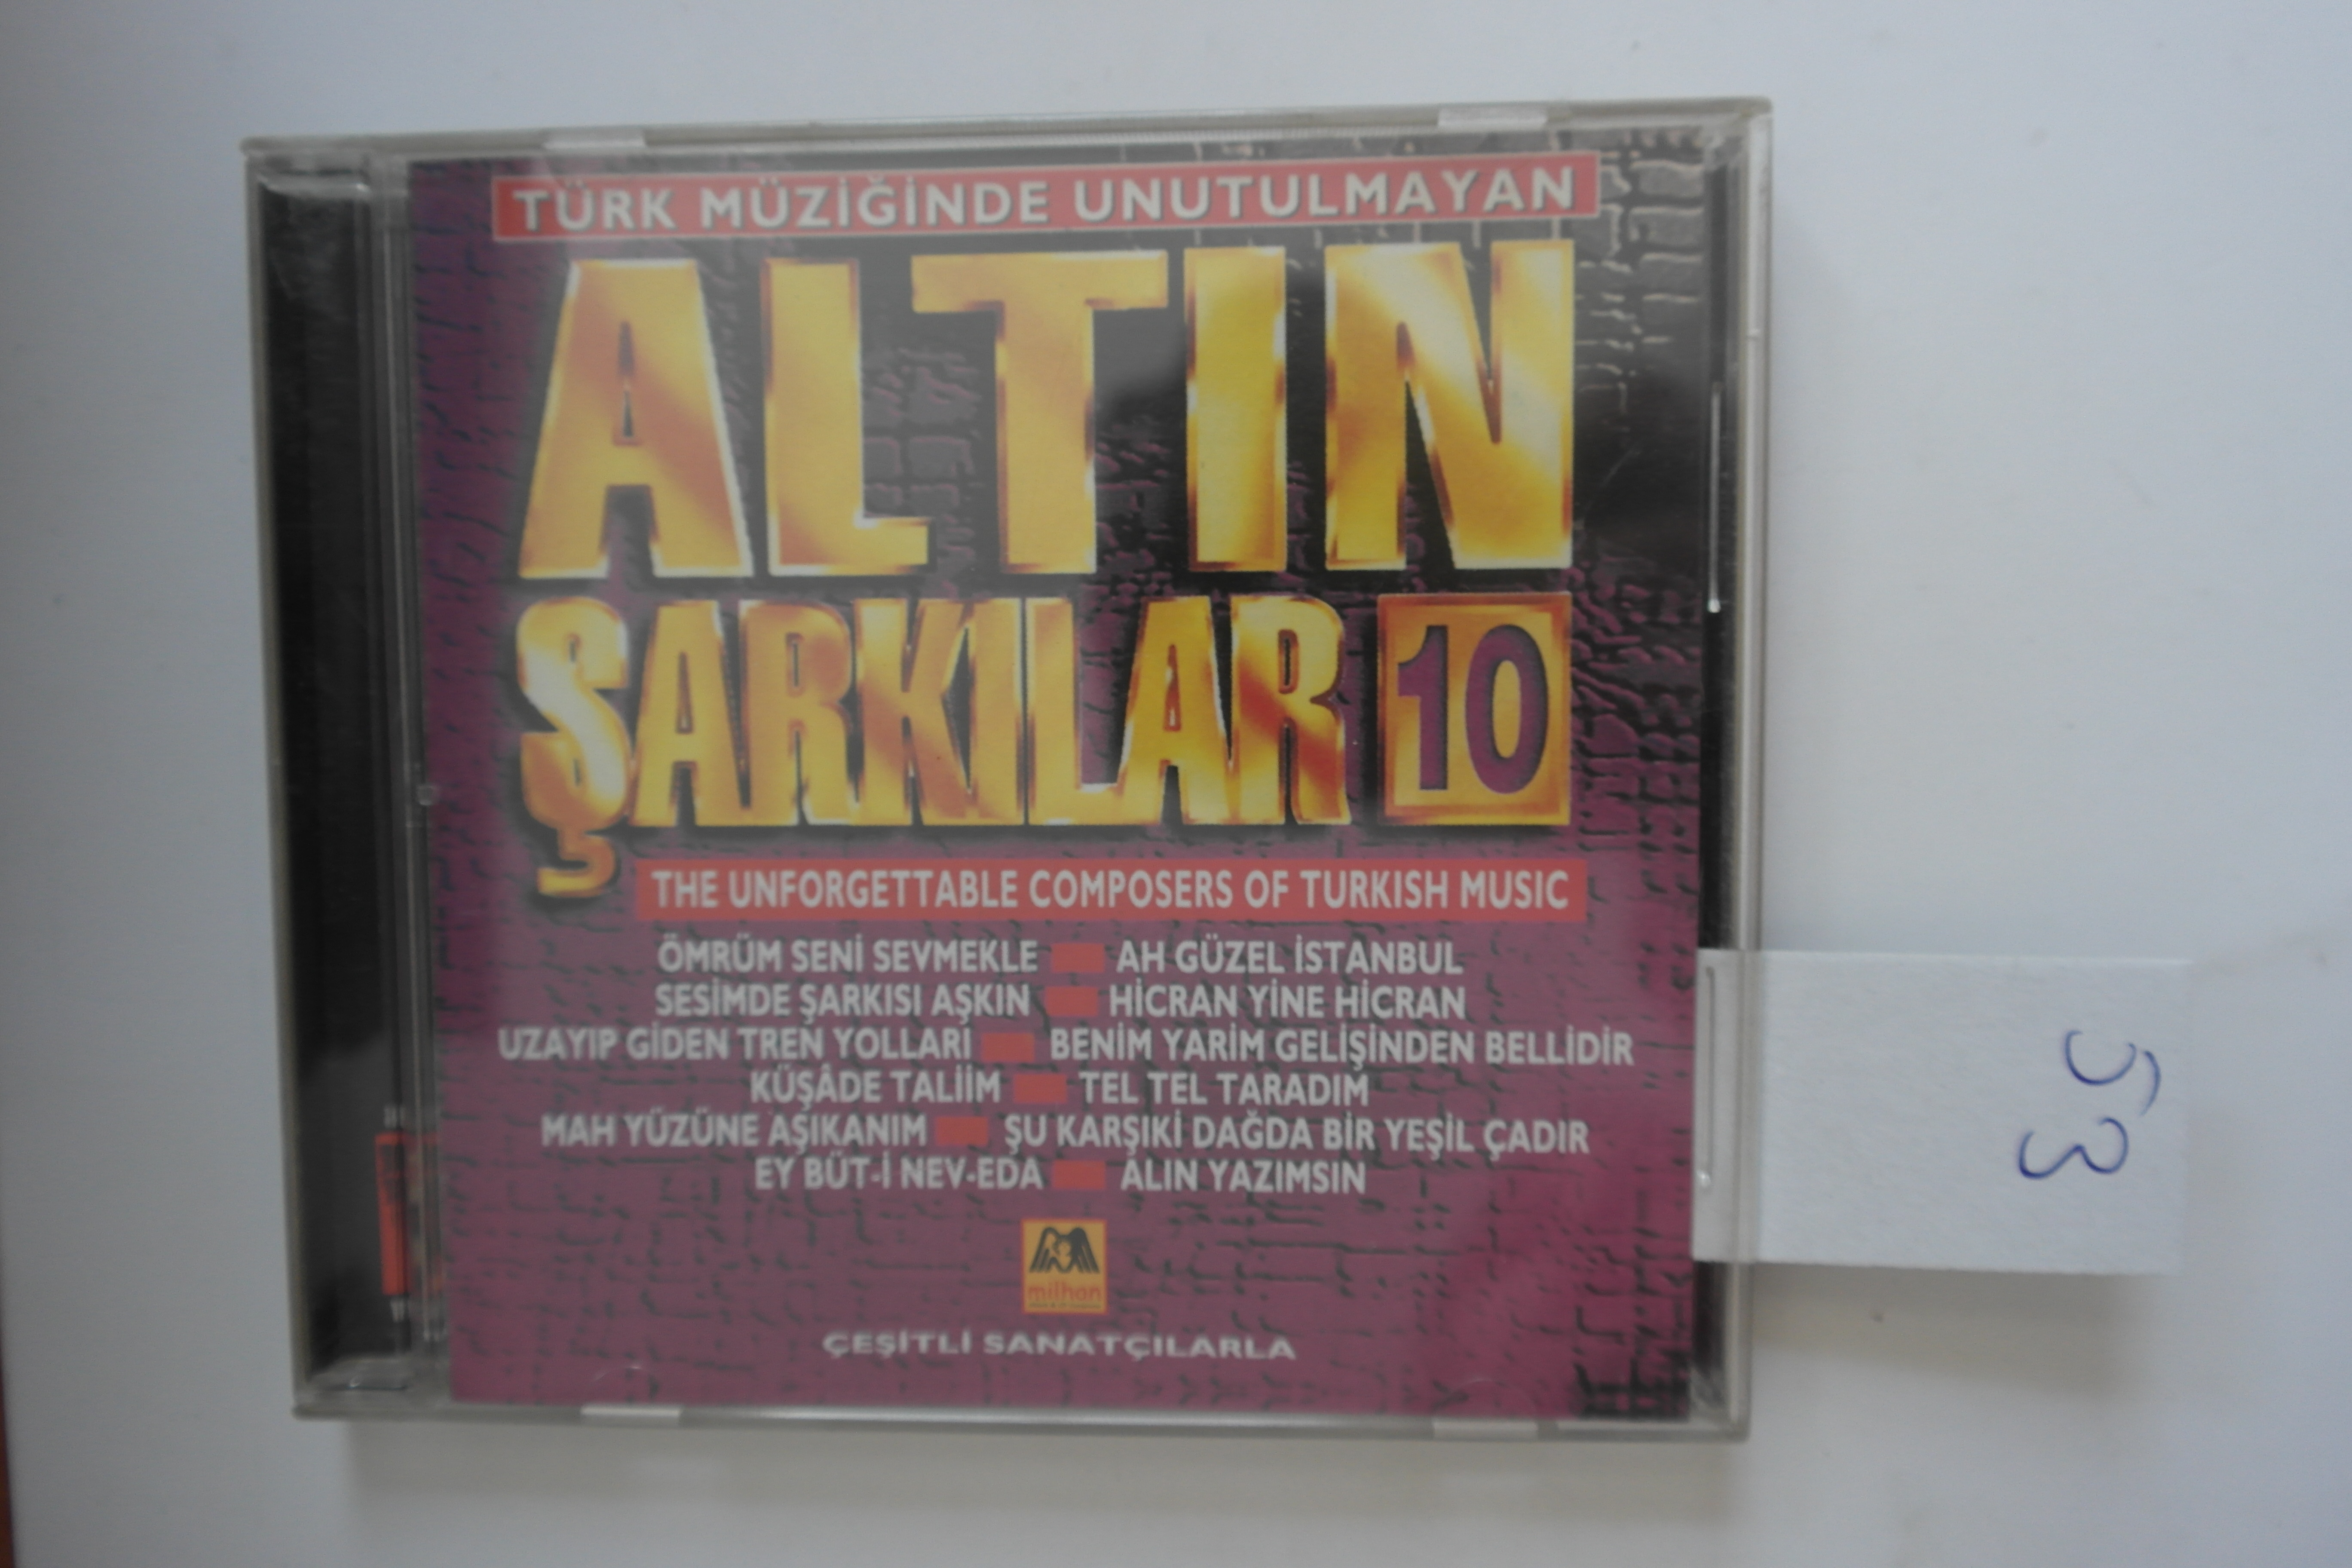 TÜRK MÜZİĞİNDE UNUTULMAYAN
ALTIN
ŞARKILAR 10
THE UNFORGETTABLE COMPOSERS OF TURKISH MUSIC
ÖMRÜM SENİ SEVMEKLE AH GÜZEL İSTANBUL
SESİMDE ŞARKISI AŞKIN HİCRAN YİNE HİCRAN
UZAYIP GİDEN TREN YOLLARI BENİM YARİM GELİŞİNDEN BELLİDİR
KÜŞÂDE TALİİM TEL TEL TARADIM
MAH YÜZÜNE AŞIKANIM ŞU KARŞIKİ DAĞDA BİR YEŞİL ÇADIR
EY BÜT-İ NEV-EDA ALIN YAZIMSIN
milhan
ÇEŞİTLİ SANATÇILARLA
53